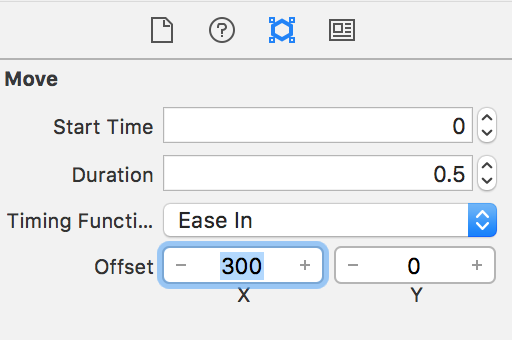 Move
Start Time 0
Duration 0.5
Timing Functi... Ease In
Offset − 300 + − 0 +
X Y